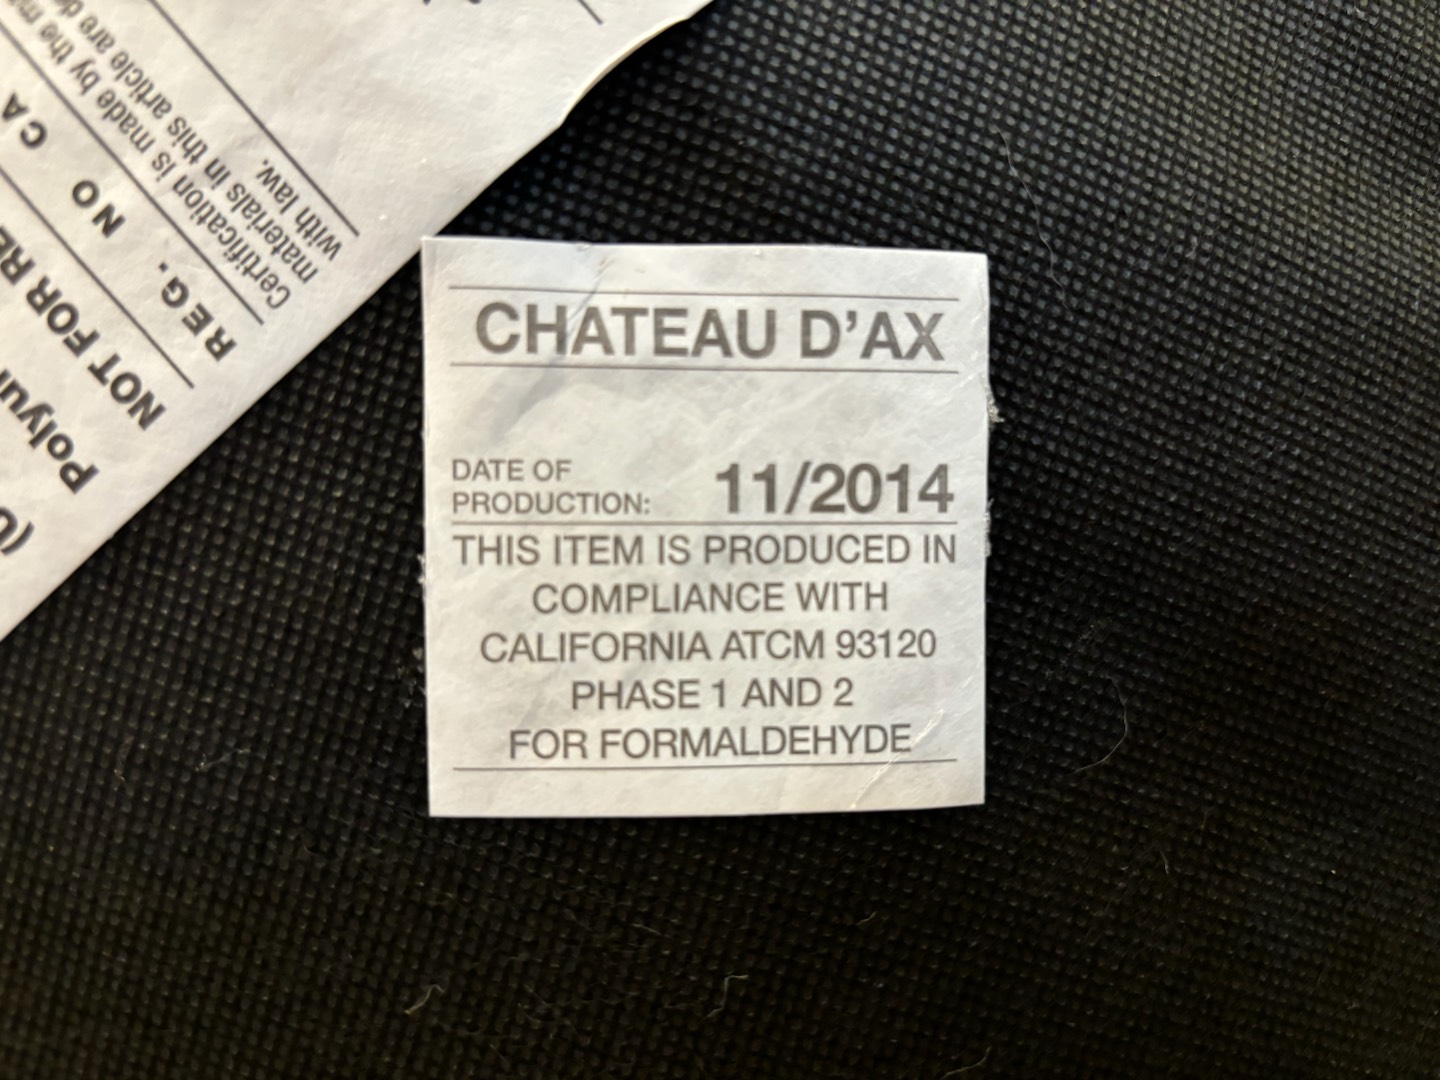 Certification is made by the
materials in this article are
with law.
REG. NO CA
NOT FOR RE
Polyur
CHATEAU D'AX
DATE OF
PRODUCTION: 11/2014
THIS ITEM IS PRODUCED IN
COMPLIANCE WITH
CALIFORNIA ATCM 93120
PHASE 1 AND 2
FOR FORMALDEHYDE